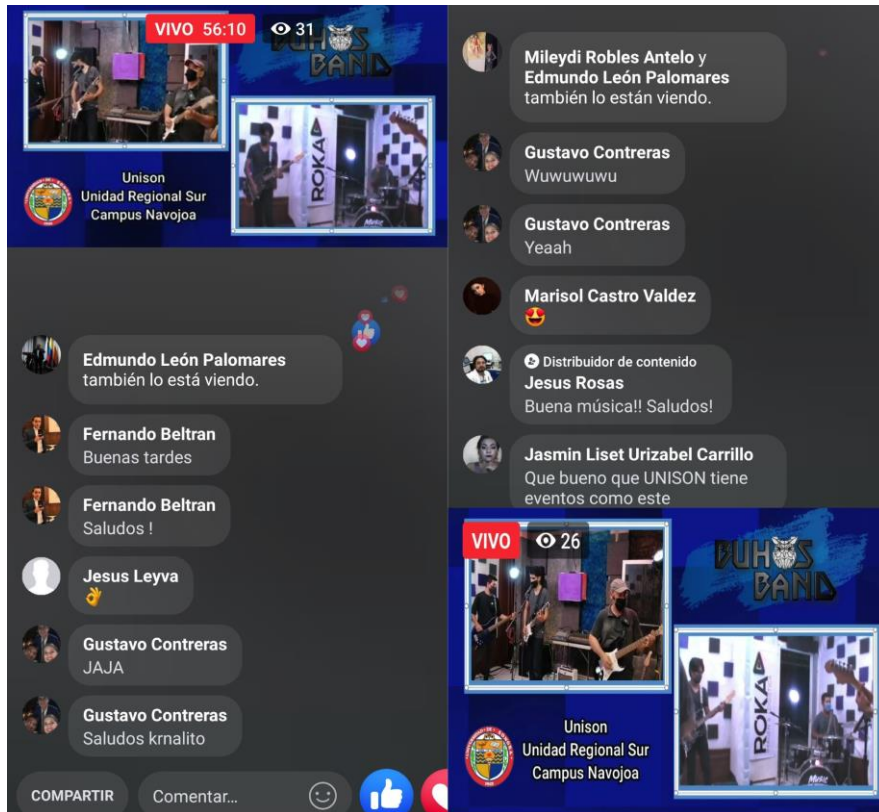 VIVO 56:10
31
BUHOS
BAND
ROKA
Unison
Unidad Regional Sur
Campus Navojoa
Edmundo León Palomares
también lo está viendo.
Fernando Beltran
Buenas tardes
Fernando Beltran
Saludos !
Jesus Leyva
👌
Gustavo Contreras
JAJA
Gustavo Contreras
Saludos krnalito
COMPARTIR
Comentar...
Mileydi Robles Antelo y
Edmundo León Palomares
también lo están viendo.
Gustavo Contreras
Wuwuwuwu
Gustavo Contreras
Yeaah
Marisol Castro Valdez
🤩
Distribuidor de contenido
Jesus Rosas
Buena música!! Saludos!
Jasmin Liset Urizabel Carrillo
Que bueno que UNISON tiene
eventos como este
VIVO
26
BUHOS
BAND
ROKA
Unison
Unidad Regional Sur
Campus Navojoa